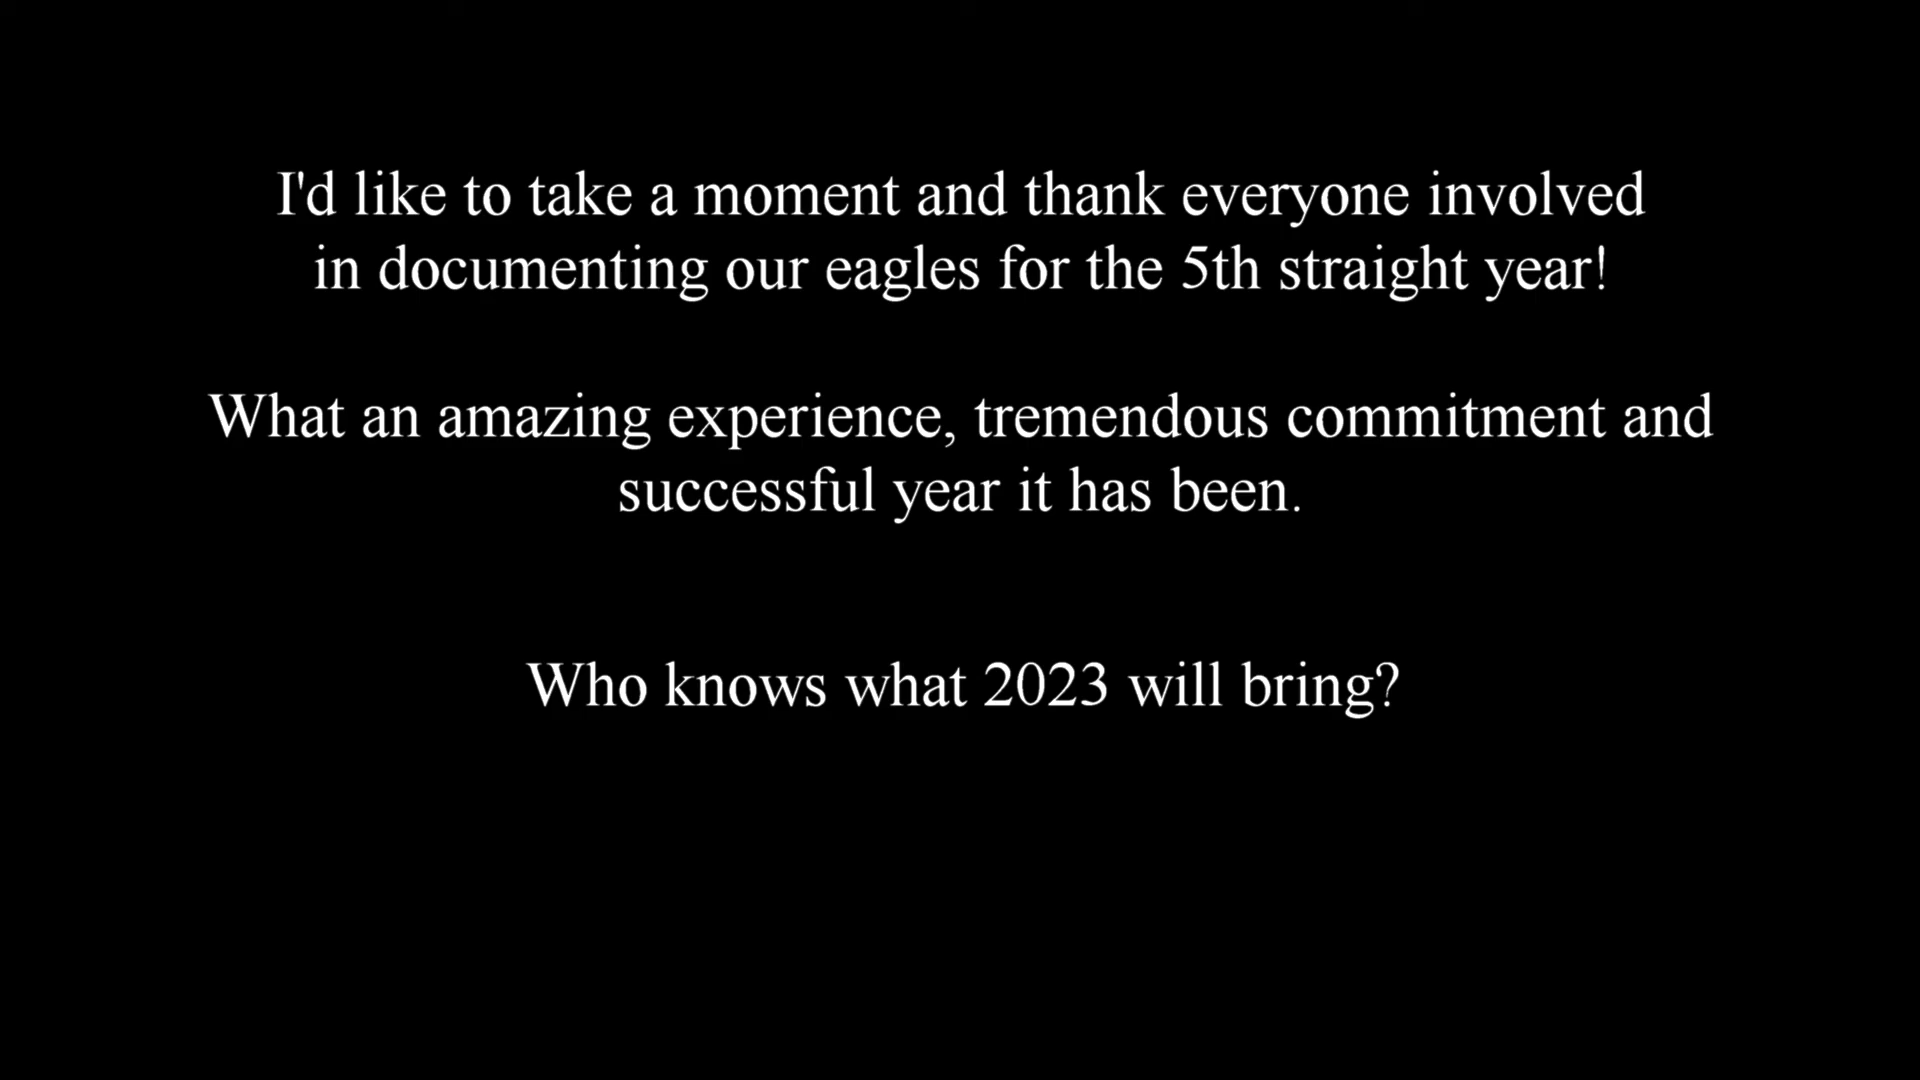 I'd like to take a moment and thank everyone involved
in documenting our eagles for the 5th straight year!
What an amazing experience, tremendous commitment and
successful year it has been.
Who knows what 2023 will bring?